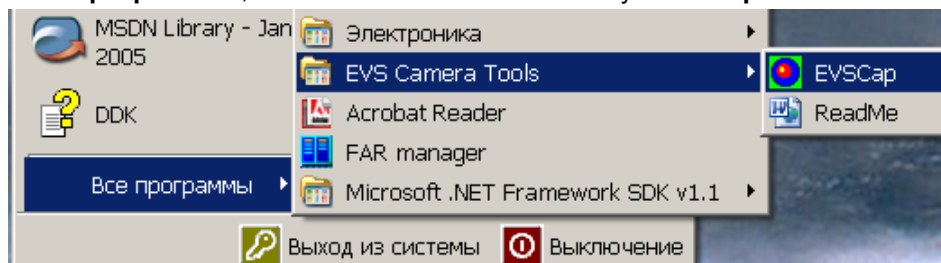 MSDN Library - Jan
2005
DDK
Все программы
Электроника
EVS Camera Tools
Acrobat Reader
FAR manager
Microsoft .NET Framework SDK v1.1
EVSCap
ReadMe
Выход из системы
Выключение